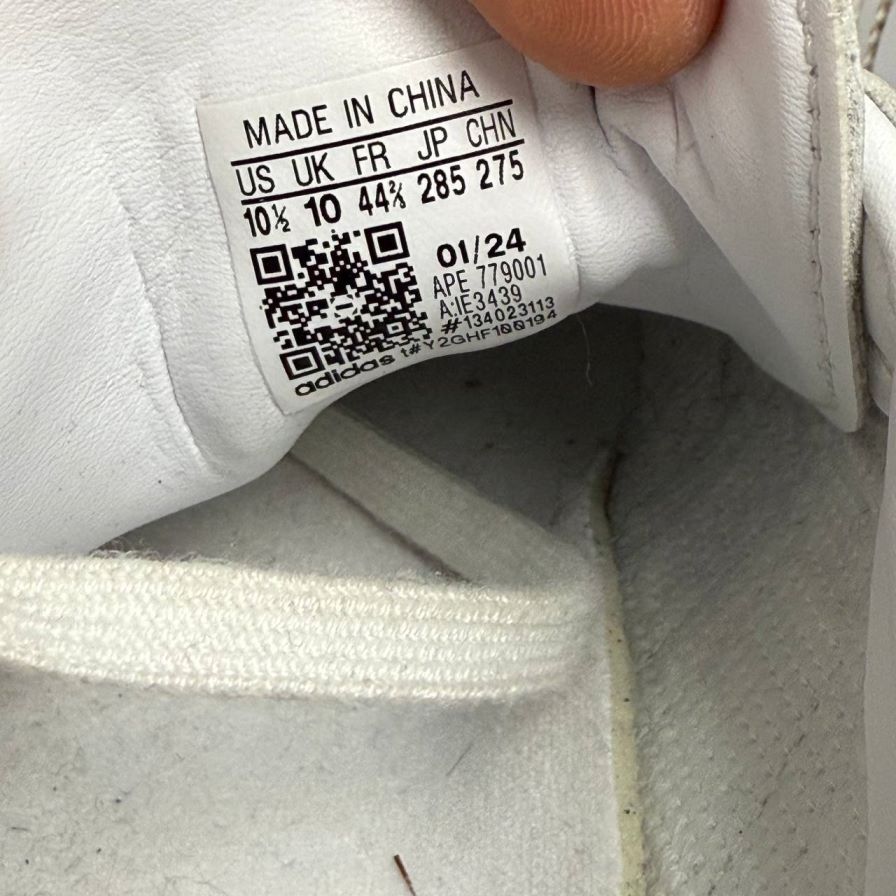 MADE IN CHINA
US UK FR JP CHN
10½ 10 44⅔ 285 275
01/24
APE 779001
A:IE3439
#134023113
adidas t#Y2GHF100194